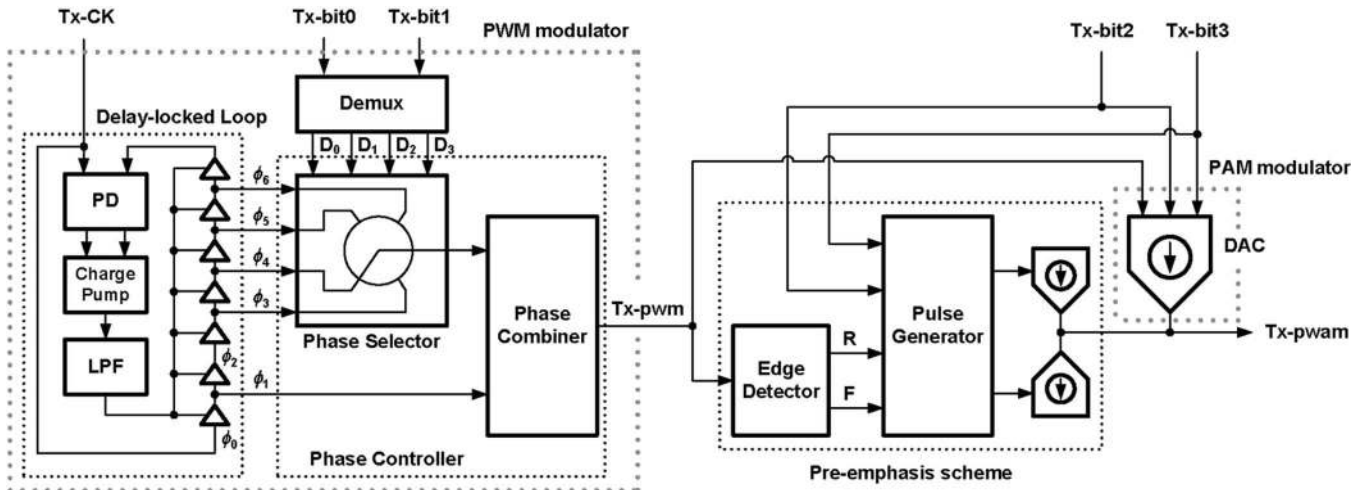 Tx-CK
Tx-bit0
Tx-bit1
PWM modulator
Tx-bit2
Tx-bit3
Demux
Delay-locked Loop
D0
D1
D2
D3
PD
Charge
Pump
LPF
ϕ6
ϕ5
ϕ4
ϕ3
ϕ2
ϕ1
ϕ0
Phase Selector
Phase
Combiner
Phase Controller
Tx-pwm
Edge
Detector
R
F
Pulse
Generator
Pre-emphasis scheme
PAM modulator
DAC
Tx-pwam